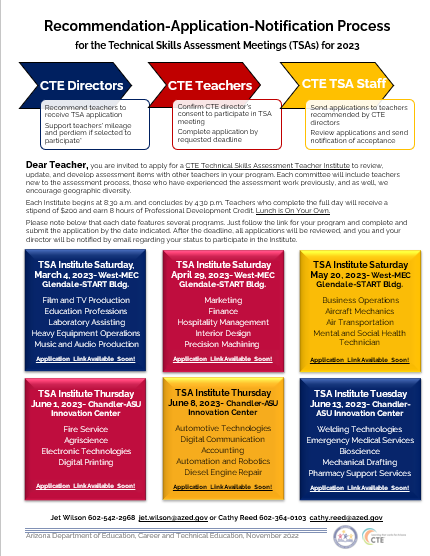 Recommendation-Application-Notification Process
for the Technical Skills Assessment Meetings (TSAs) for 2023
CTE Directors
CTE Teachers
CTE TSA Staff
Recommend teachers to
receive TSA application
Support teachers' mileage
and perdiem if selected to
participate*
Confirm CTE director's
consent to participate in TSA
meeting
Complete application by
requested deadline
Send applications to teachers
recommended by CTE
directors
Review applications and send
notification of acceptance
Dear Teacher, you are invited to apply for a CTE Technical Skills Assessment Teacher Institute to review,
update, and develop assessment items with other teachers in your program. Each committee will include teachers
new to the assessment process, those who have experienced the assessment work previously, and as well, we
encourage geographic diversity.
Each Institute begins at 8:30 a.m. and concludes by 4:30 p.m. Teachers who complete the full day will receive a
stipend of $200 and earn 8 hours of Professional Development Credit. Lunch is On Your Own.
Please note below that each date features several programs. Just follow the link for your program and complete and
submit the application by the date indicated. After the deadline, all applications will be reviewed, and you and your
director will be notified by email regarding your status to participate in the Institute.
TSA Institute Saturday,
March 4, 2023- West-MEC
Glendale-START Bldg.
Film and TV Production
Education Professions
Laboratory Assisting
Heavy Equipment Operations
Music and Audio Production
Application Link Available Soon!
TSA Institute Saturday
April 29, 2023- West-MEC
Glendale-START Bldg.
Marketing
Finance
Hospitality Management
Interior Design
Precision Machining
Application Link Available Soon!
TSA Institute Saturday
May 20, 2023- West-MEC
Glendale-START Bldg.
Business Operations
Aircraft Mechanics
Air Transportation
Mental and Social Health
Technician
Application Link Available Soon!
TSA Institute Thursday
June 1, 2023- Chandler-ASU
Innovation Center
Fire Service
Agriscience
Electronic Technologies
Digital Printing
Application Link Available Soon!
TSA Institute Thursday
June 8, 2023- Chandler-ASU
Innovation Center
Automotive Technologies
Digital Communication
Accounting
Automation and Robotics
Diesel Engine Repair
Application Link Available Soon!
TSA Institute Tuesday
June 13, 2023- Chandler-
ASU Innovation Center
Welding Technologies
Emergency Medical Services
Bioscience
Mechanical Drafting
Pharmacy Support Services
Application Link Available Soon!
Jet Wilson 602-542-2968 jet.wilson@azed.gov or Cathy Reed 602-364-0103 cathy.reed@azed.gov
Arizona Department of Education, Career and Technical Education, November 2022
CTE